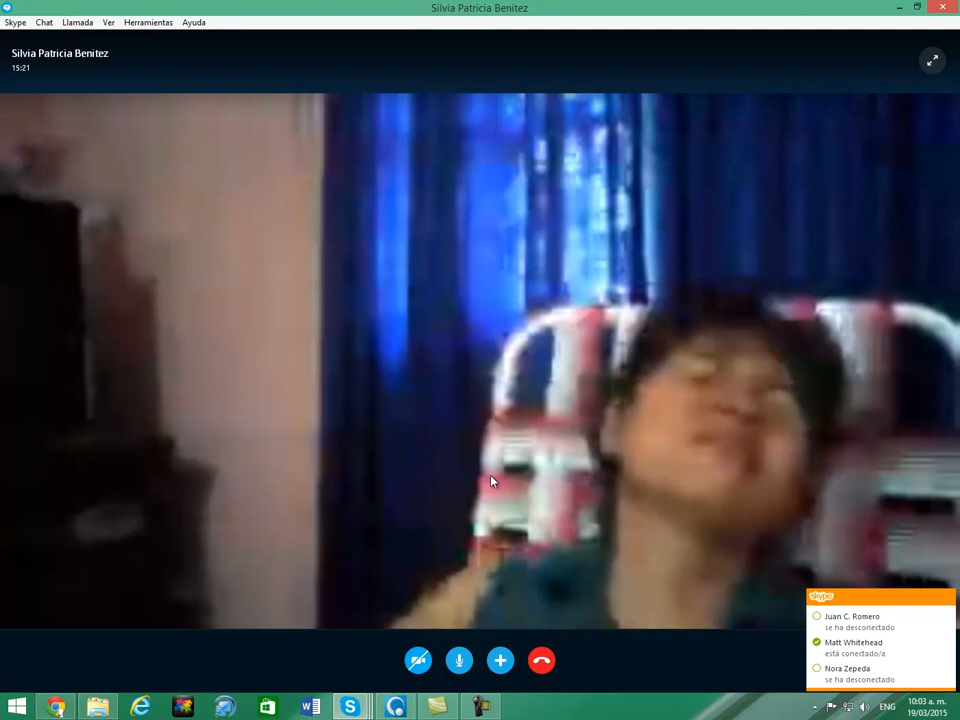 Silvia Patricia Benitez
Skype Chat Llamada Ver Herramientas Ayuda
Silvia Patricia Benitez
15:21
skype
Juan C. Romero
se ha desconectado
Matt Whitehead
está conectado/a
Nora Zepeda
se ha desconectado
ENG
10:03 a. m.
19/03/2015